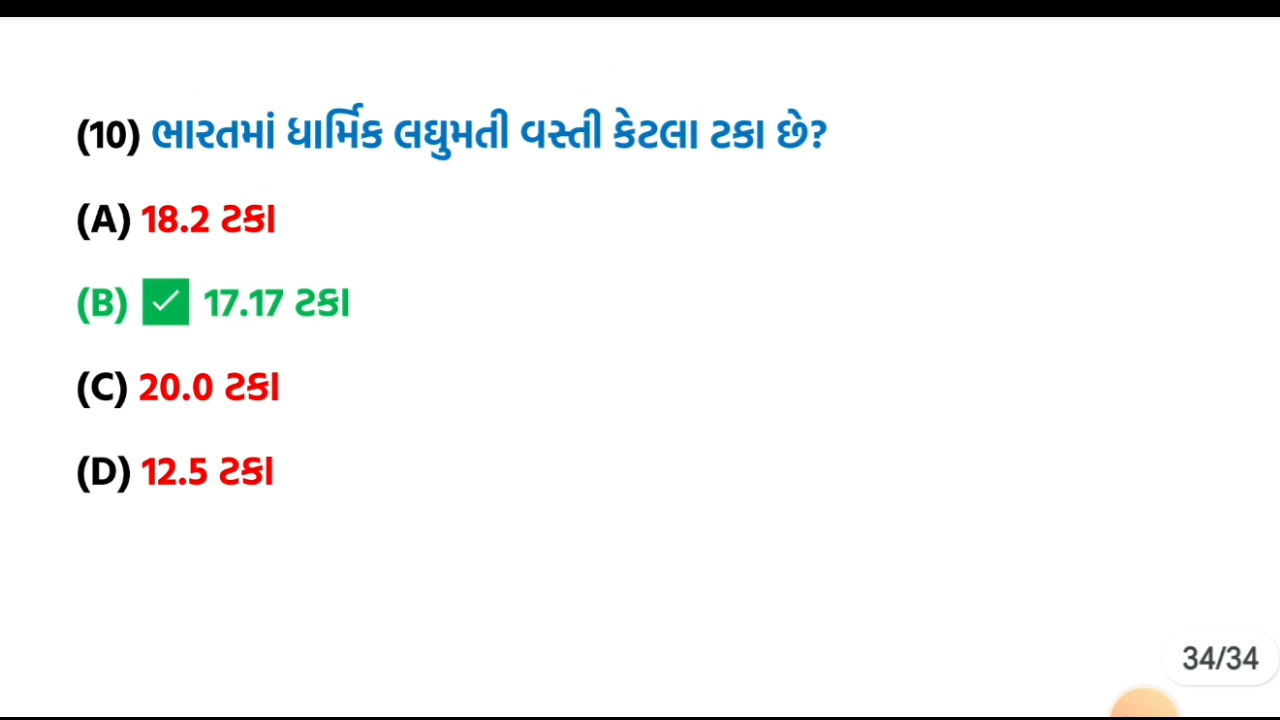 (10) ભારતમાં ધાર્મિક લઘુમતી વસ્તી કેટલા ટકા છે?
(A) 18.2 ટકા
(B) ✓ 17.17 ટકા
(C) 20.0 ટકા
(D) 12.5 ટકા
34/34